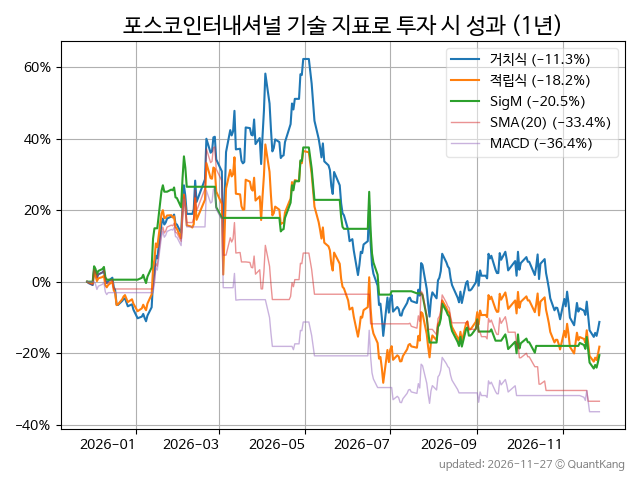 포스코인터내셔널 기술 지표로 투자 시 성과 (1년)
거치식 (−11.3%)
적립식 (−18.2%)
SigM (−20.5%)
SMA(20) (−33.4%)
MACD (−36.4%)
60%
40%
20%
0%
−20%
−40%
2026-01 2026-03 2026-05 2026-07 2026-09 2026-11
updated: 2026-11-27 © QuantKang